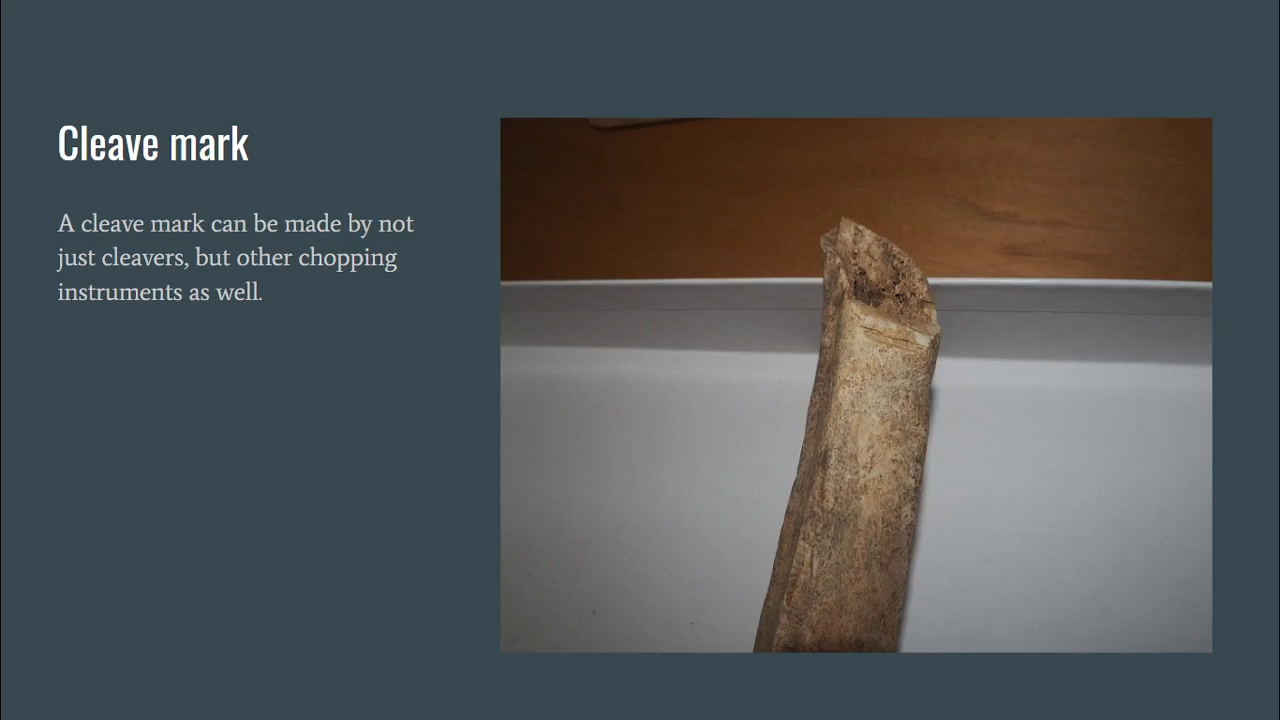 Cleave mark
A cleave mark can be made by not
just cleavers, but other chopping
instruments as well.